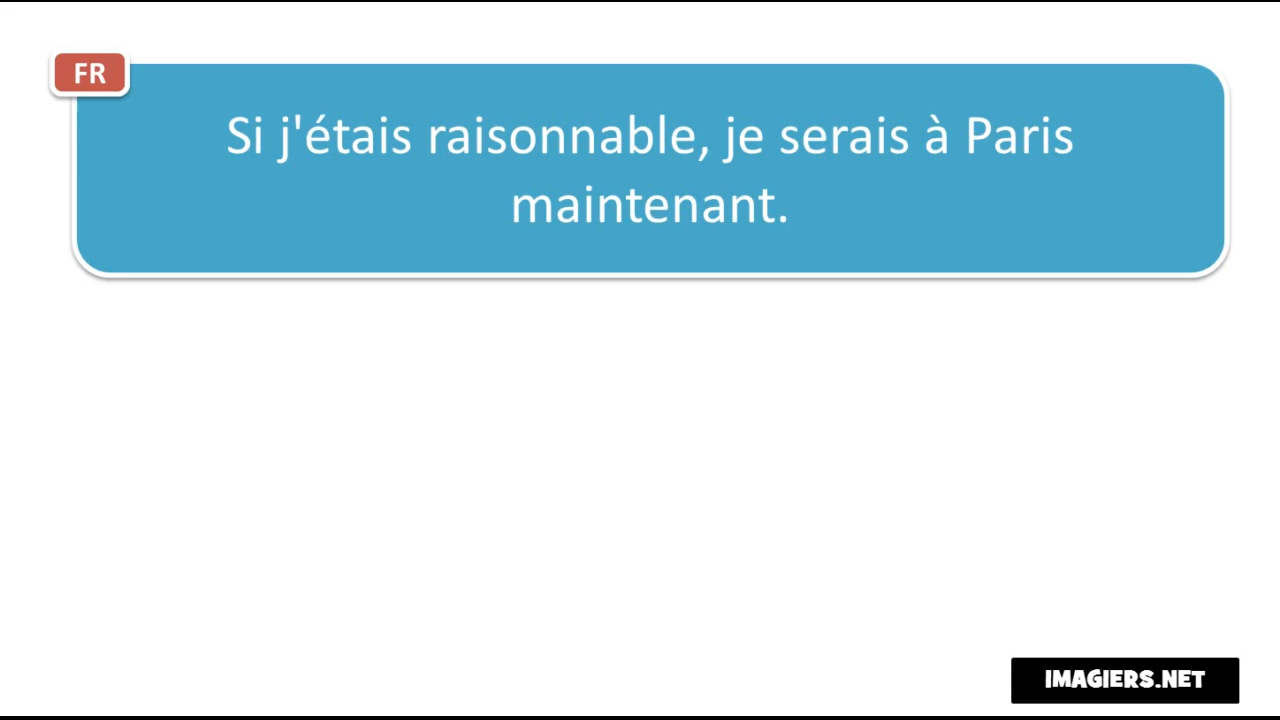 FR
Si j'étais raisonnable, je serais à Paris
maintenant.
IMAGIERS.NET